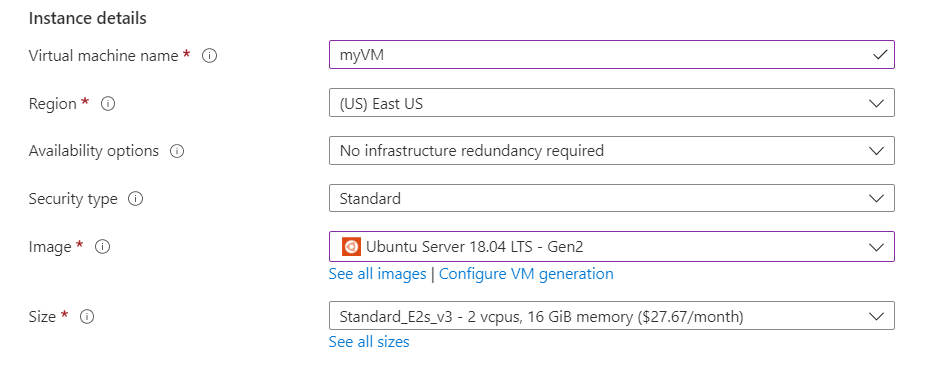 Instance details
Virtual machine name * myVM
Region * (US) East US
Availability options No infrastructure redundancy required
Security type Standard
Image * Ubuntu Server 18.04 LTS - Gen2
See all images | Configure VM generation
Size * Standard_E2s_v3 - 2 vcpus, 16 GiB memory ($27.67/month)
See all sizes